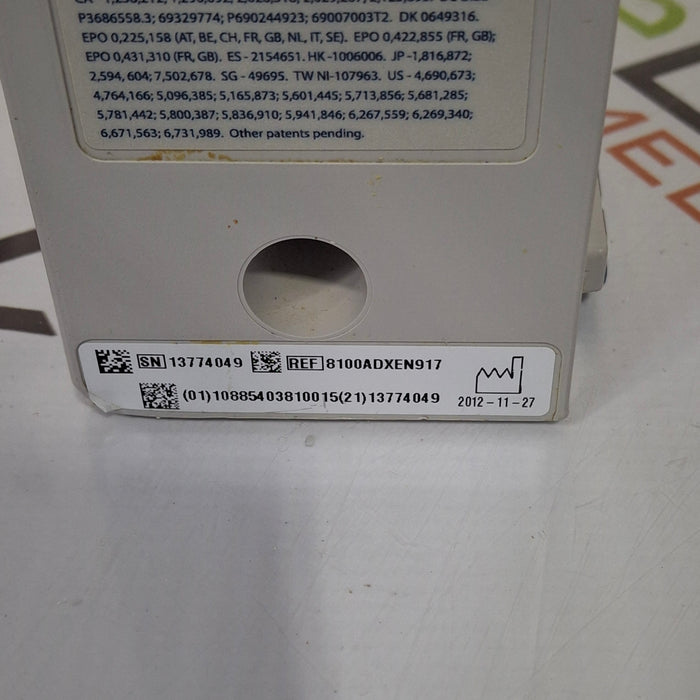 P3686558.3; 69329774; P690244923; 69007003T2. DK 0649316.
EPO 0,225,158 (AT, BE, CH, FR, GB, NL, IT, SE). EPO 0,422,855 (FR, GB);
EPO 0,431,310 (FR, GB). ES - 2154651. HK -1006006. JP -1,816,872;
2,594,604; 7,502,678. SG - 49695. TW NI-107963. US - 4,690,673;
4,764,166; 5,096,385; 5,165,873; 5,601,445; 5,713,856; 5,681,285;
5,781,442; 5,800,387; 5,836,910; 5,941,846; 6,267,559; 6,269,340;
6,671,563; 6,731,989. Other patents pending.
SN 13774049 REF 8100ADXEN917
(01)10885403810015(21)13774049 2012-11-27
MED